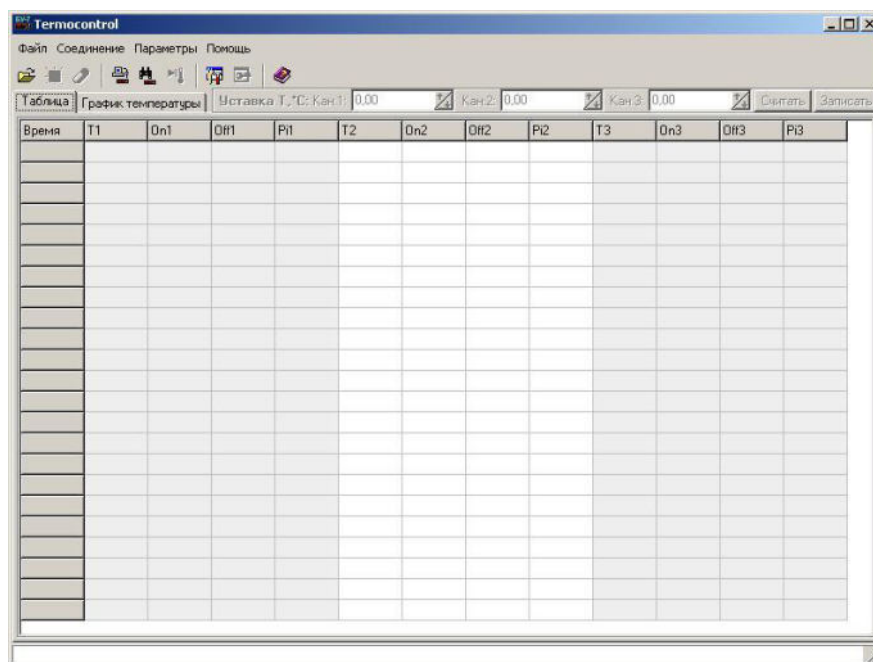 Termocontrol
Файл Соединение Параметры Помощь
Таблица График температуры Уставка Т,°С: Кан.1: 0,00 Кан.2: 0,00 Кан.3: 0,00 Считать Записать
Время T1 On1 Off1 Pi1 T2 On2 Off2 Pi2 T3 On3 Off3 Pi3